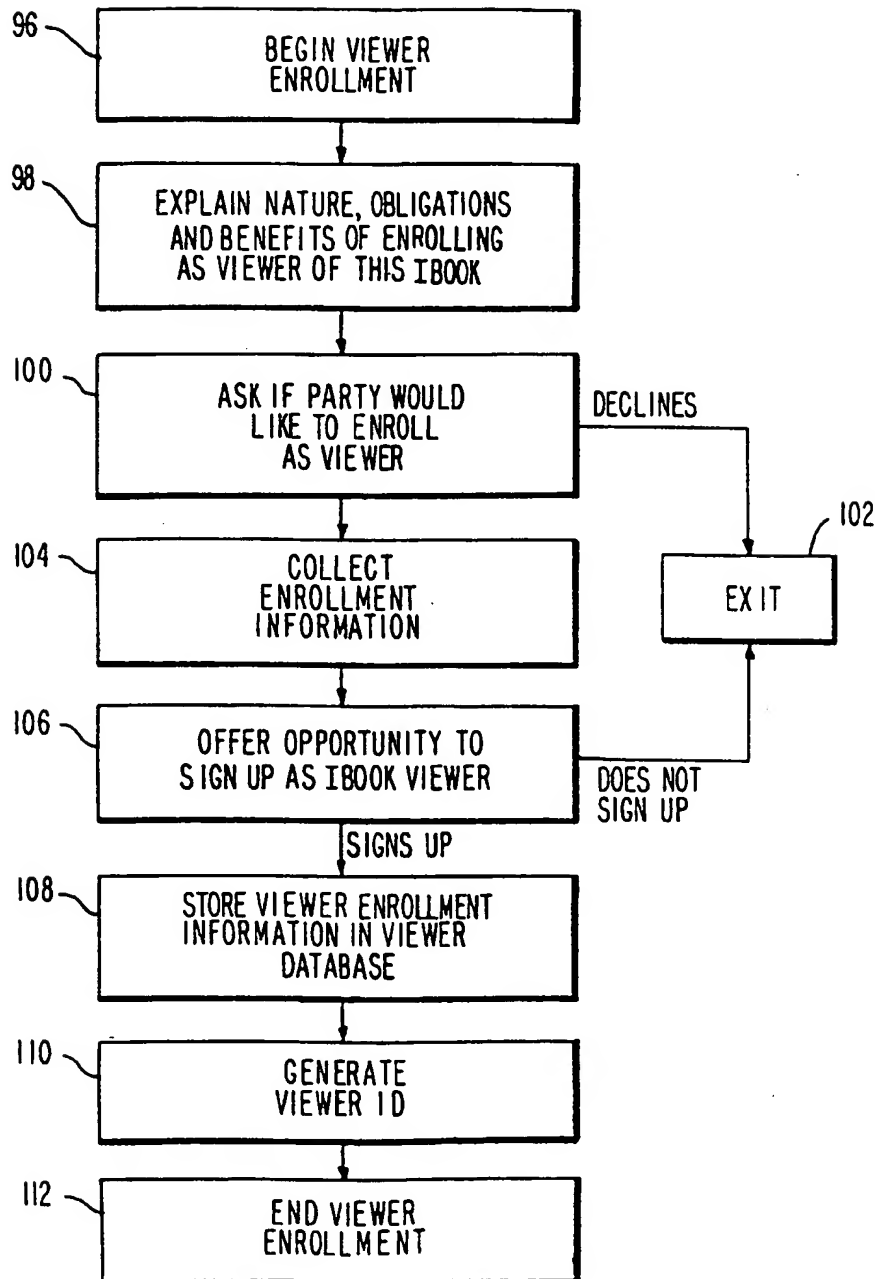 96
BEGIN VIEWER
ENROLLMENT
98
EXPLAIN NATURE, OBLIGATIONS
AND BENEFITS OF ENROLLING
AS VIEWER OF THIS IBOOK
100
ASK IF PARTY WOULD
LIKE TO ENROLL
AS VIEWER
DECLINES
102
EXIT
104
COLLECT
ENROLLMENT
INFORMATION
106
OFFER OPPORTUNITY TO
SIGN UP AS IBOOK VIEWER
DOES NOT
SIGN UP
SIGNS UP
108
STORE VIEWER ENROLLMENT
INFORMATION IN VIEWER
DATABASE
110
GENERATE
VIEWER ID
112
END VIEWER
ENROLLMENT